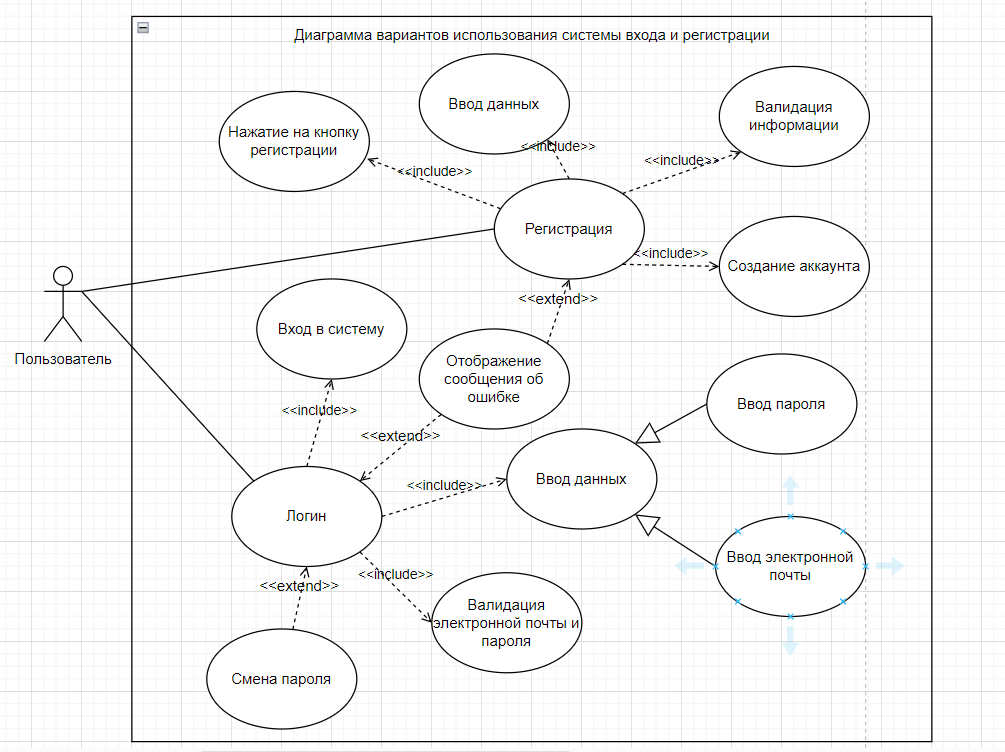 Диаграмма вариантов использования системы входа и регистрации
Ввод данных
Валидация
информации
Нажатие на кнопку
регистрации
<<include>>
<<include>>
<<include>>
Регистрация
<<include>>
Создание аккаунта
<<extend>>
Пользователь
Вход в систему
Отображение
сообщения об
ошибке
<<include>>
<<extend>>
Ввод пароля
Ввод данных
<<include>>
Логин
Ввод электронной
почты
<<include>>
<<extend>>
Валидация
электронной почты и
пароля
Смена пароля